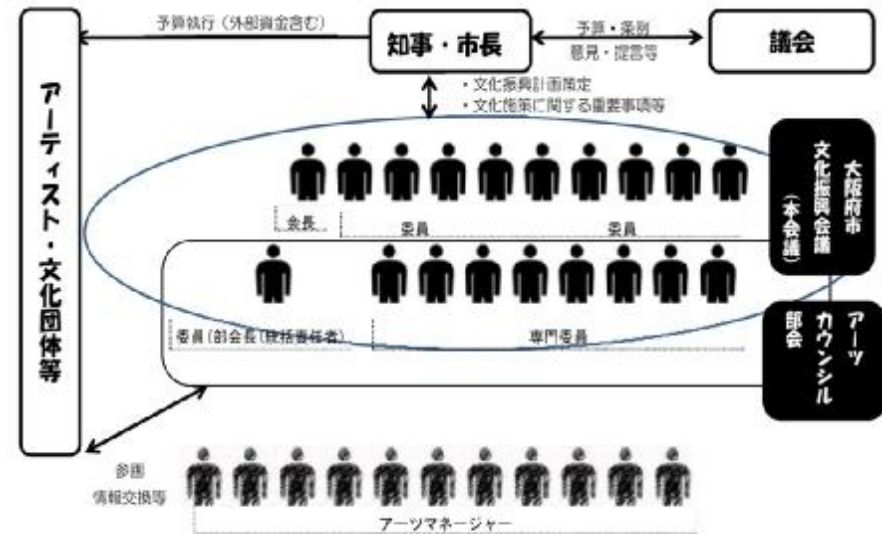 予算執行（外部資金含む）
知事・市長
予算・条例
意見・提言等
議会
・文化振興計画策定
・文化施策に関する重要事項等
アーティスト・文化団体等
大阪府市
文化振興会議
（本会議）
会長
委員
委員
委員（部会長（統括責任者）
専門委員
アーツ
カウンシル
部会
参画
情報交換等
アーツマネージャー